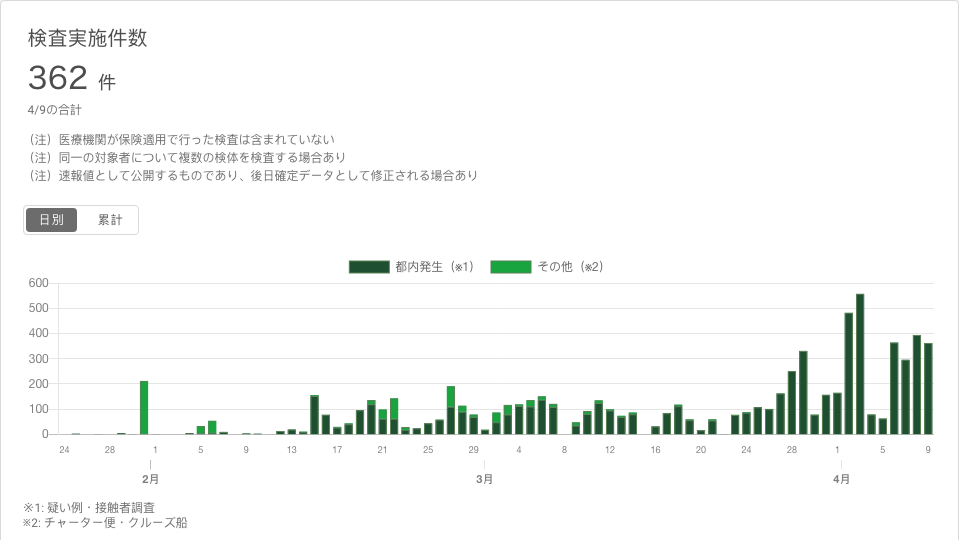 検査実施件数
362 件
4/9の合計
（注）医療機関が保険適用で行った検査は含まれていない
（注）同一の対象者について複数の検体を検査する場合あり
（注）速報値として公開するものであり、後日確定データとして修正される場合あり
日別 累計
都内発生（※1） その他（※2）
600
500
400
300
200
100
0
24 28 1 5 9 13 17 21 25 29 4 8 12 16 20 24 28 1 5 9
2月 3月 4月
※1: 疑い例・接触者調査
※2: チャーター便・クルーズ船